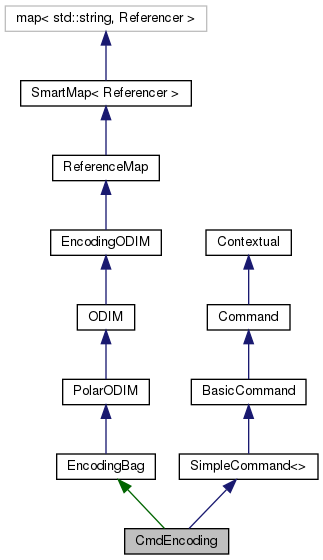 map< std::string, Referencer >
SmartMap< Referencer >
ReferenceMap
EncodingODIM
Contextual
ODIM
Command
PolarODIM
BasicCommand
EncodingBag
SimpleCommand<>
CmdEncoding